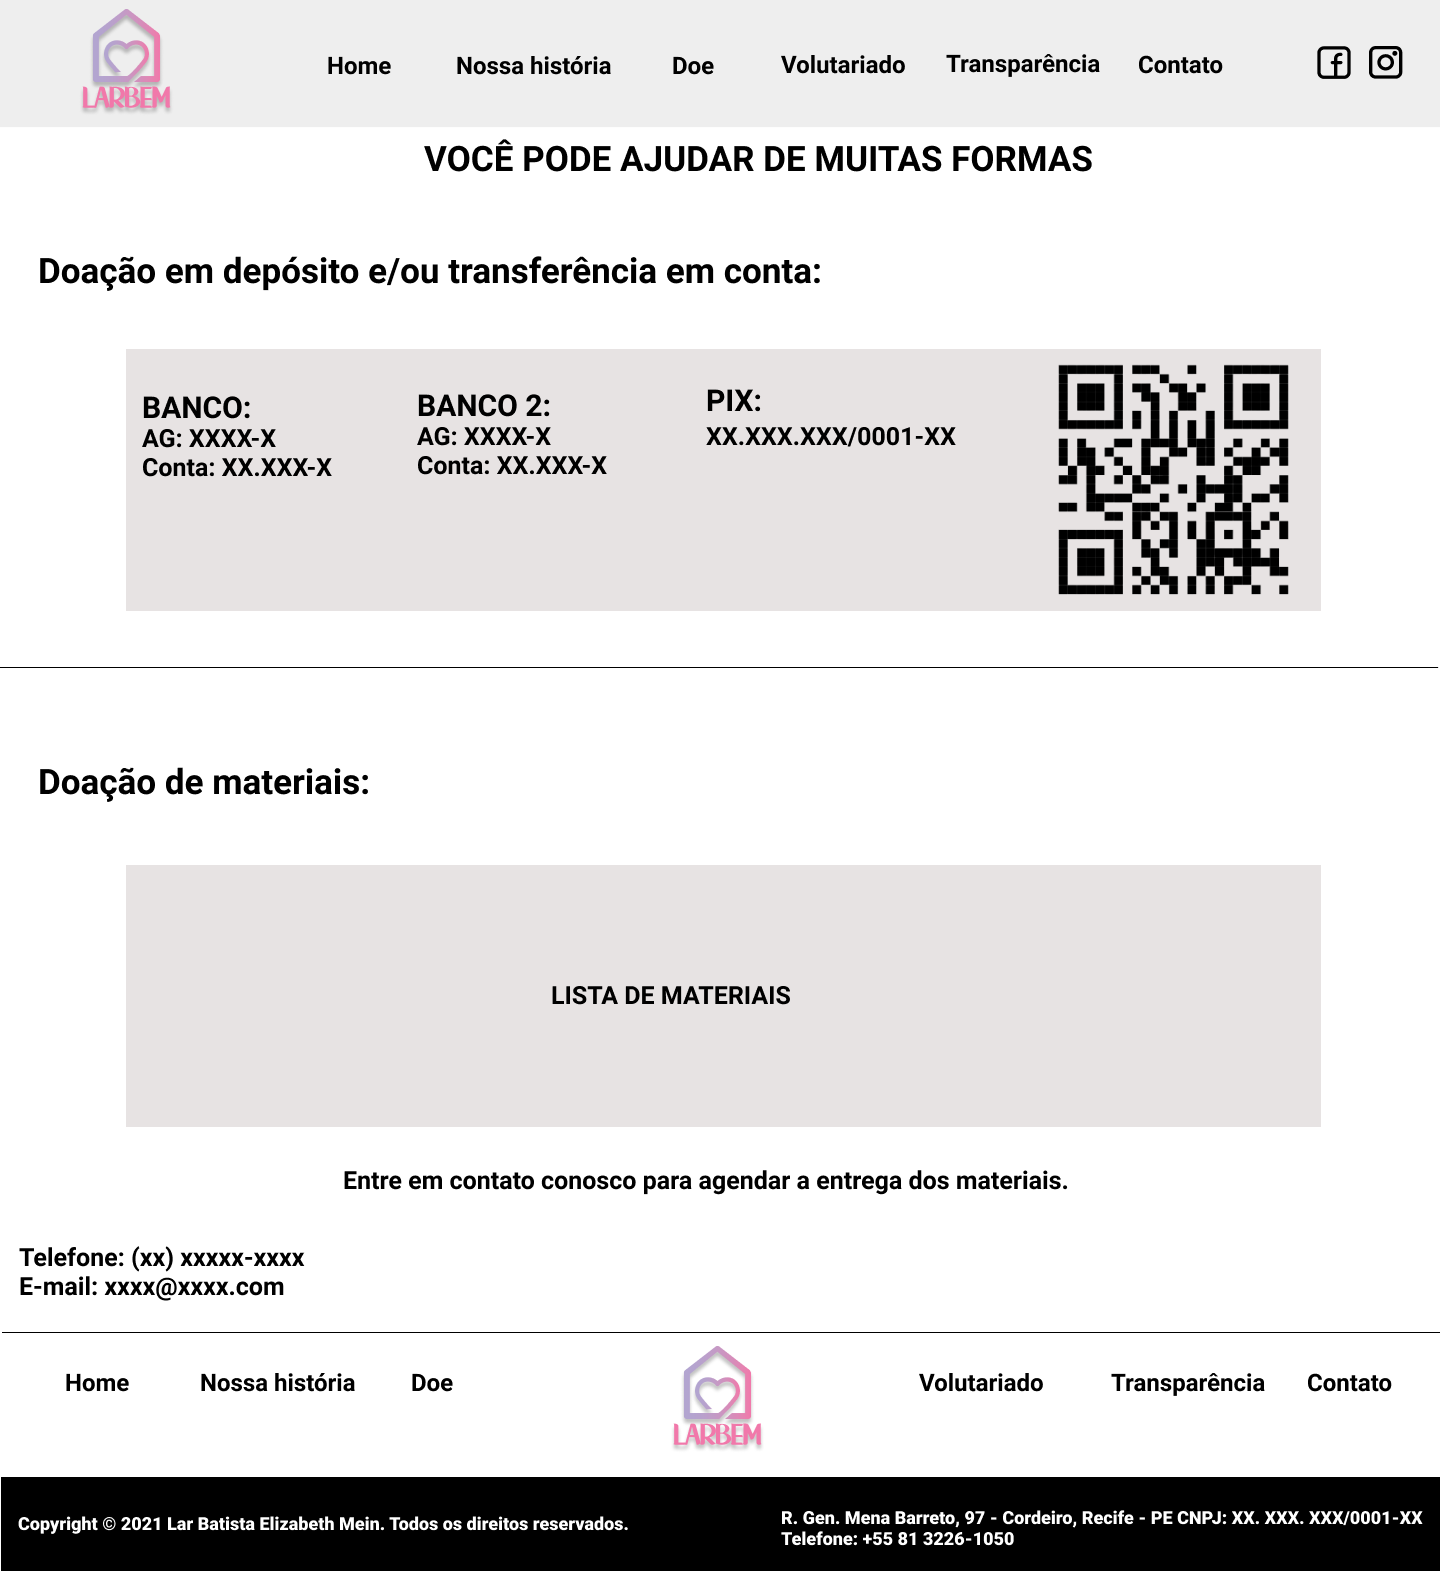 LARBEM
Home
Nossa história
Doe
Volutariado
Transparência
Contato
VOCÊ PODE AJUDAR DE MUITAS FORMAS
Doação em depósito e/ou transferência em conta:
BANCO:
AG: XXXX-X
Conta: XX.XXX-X
BANCO 2:
AG: XXXX-X
Conta: XX.XXX-X
PIX:
XX.XXX.XXX/0001-XX
Doação de materiais:
LISTA DE MATERIAIS
Entre em contato conosco para agendar a entrega dos materiais.
Telefone: (xx) xxxxx-xxxx
E-mail: xxxx@xxxx.com
Home
Nossa história
Doe
LARBEM
Volutariado
Transparência
Contato
Copyright © 2021 Lar Batista Elizabeth Mein. Todos os direitos reservados.
R. Gen. Mena Barreto, 97 - Cordeiro, Recife - PE CNPJ: XX. XXX. XXX/0001-XX
Telefone: +55 81 3226-1050